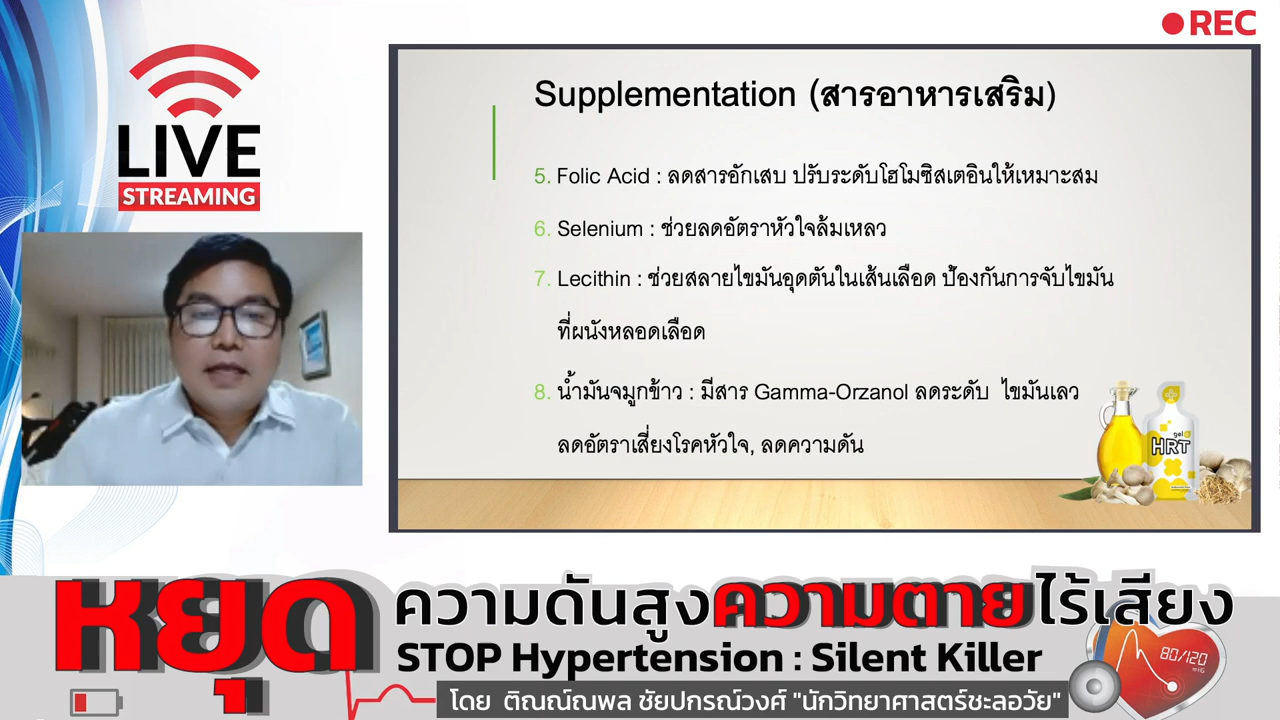 REC
LIVE
STREAMING
Supplementation (สารอาหารเสริม)
5. Folic Acid : ลดสารอักเสบ ปรับระดับโฮโมซิสเตอินให้เหมาะสม
6. Selenium : ช่วยลดอัตราหัวใจล้มเหลว
7. Lecithin : ช่วยสลายไขมันอุดตันในเส้นเลือด ป้องกันการจับไขมัน
ที่ผนังหลอดเลือด
8. น้ำมันจมูกข้าว : มีสาร Gamma-Orzanol ลดระดับ ไขมันเลว
ลดอัตราเสี่ยงโรคหัวใจ, ลดความดัน
gel
HRT
หยุด ความดันสูงความตายไร้เสียง
STOP Hypertension : Silent Killer
80/120
โดย ติณณ์ณพล ชัยปกรณ์วงศ์ "นักวิทยาศาสตร์ชะลอวัย"